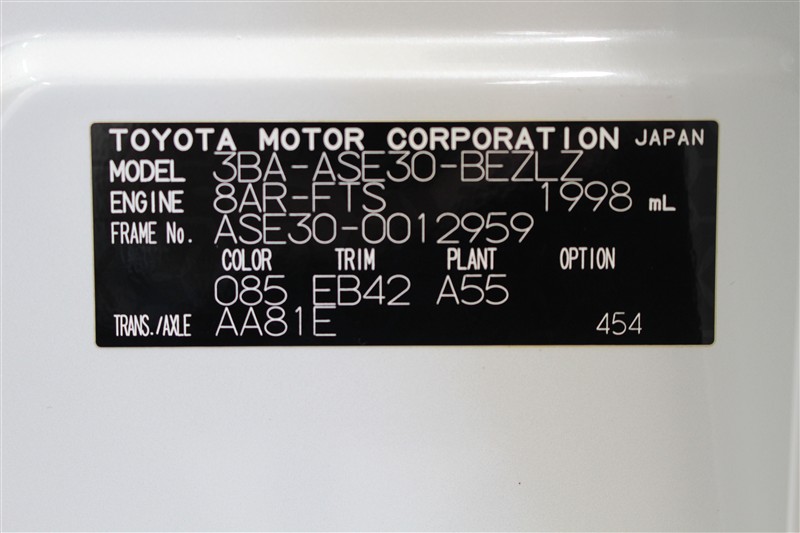 TOYOTA MOTOR CORPORATION JAPAN
MODEL 3BA-ASE30-BEZLZ
ENGINE 8AR-FTS 1998 mL
FRAME No. ASE30-0012959
COLOR TRIM PLANT OPTION
085 EB42 A55
TRANS./AXLE AA81E 454